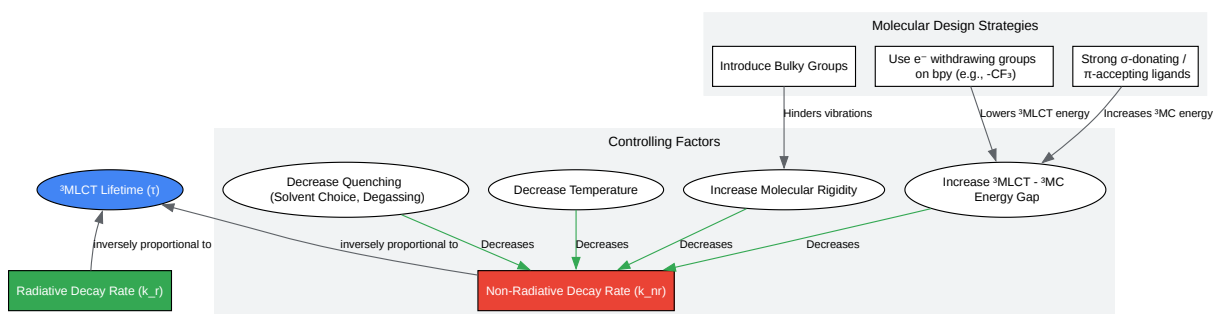 Molecular Design Strategies
Introduce Bulky Groups
Use e⁻ withdrawing groups
on bpy (e.g., -CF₃)
Strong σ-donating /
π-accepting ligands
Hinders vibrations
Lowers ³MLCT energy
Increases ³MC energy
Controlling Factors
³MLCT Lifetime (τ)
Decrease Quenching
(Solvent Choice, Degassing)
Decrease Temperature
Increase Molecular Rigidity
Increase ³MLCT - ³MC
Energy Gap
inversely proportional to
inversely proportional to
Decreases
Decreases
Decreases
Decreases
Radiative Decay Rate (k_r)
Non-Radiative Decay Rate (k_nr)